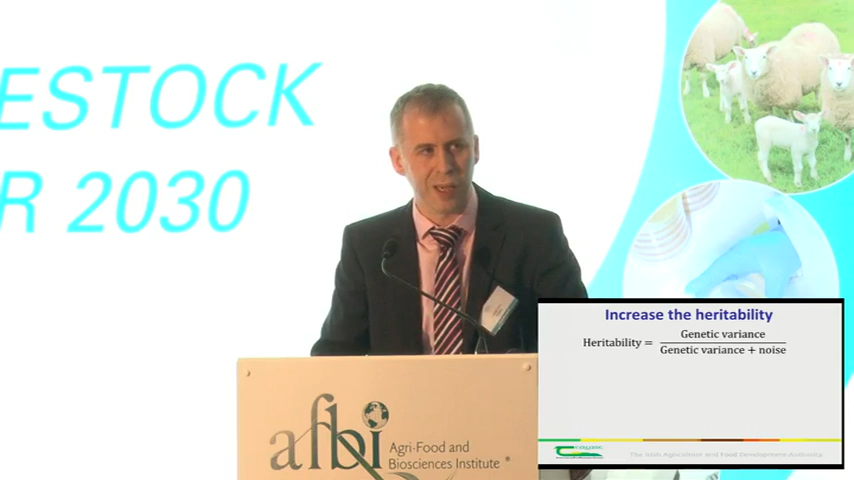 ESTOCK
R 2030
Increase the heritability
Heritability = Genetic variance
Genetic variance + noise
The Irish Agriculture and Food Development Authority
afbi Agri-Food and
Biosciences Institute